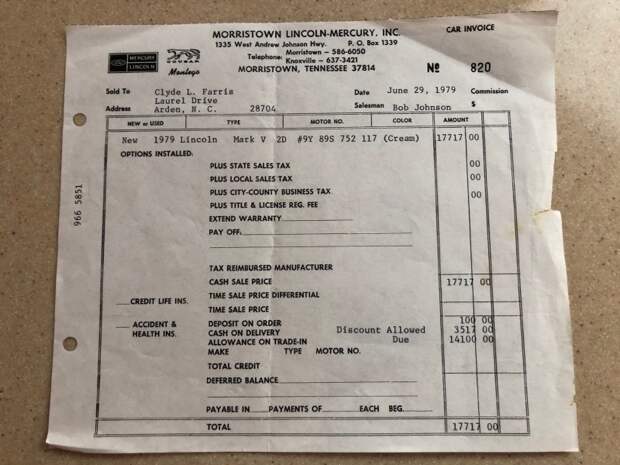 MORRISTOWN LINCOLN-MERCURY, INC.
CAR INVOICE
1335 West Andrew Johnson Hwy. P. O. Box 1339
Telephone: Morristown – 586-6050
Knoxville – 637-3421
MORRISTOWN, TENNESSEE 37814
MERCURY
LINCOLN
COUGAR
Montego
No 820
Sold To Clyde L. Farris
Date June 29, 1979 Commission
Laurel Drive
Address Arden, N. C. 28704
Salesman Bob Johnson $
NEW or USED TYPE MOTOR NO. COLOR AMOUNT
New 1979 Lincoln Mark V 2D #9Y 89S 752 117 (Cream) 17717 00
OPTIONS INSTALLED:
PLUS STATE SALES TAX 00
PLUS LOCAL SALES TAX 00
PLUS CITY-COUNTY BUSINESS TAX 00
PLUS TITLE & LICENSE REG. FEE
EXTEND WARRANTY
PAY OFF:
966 5851
TAX REIMBURSED MANUFACTURER
CASH SALE PRICE 17717 00
CREDIT LIFE INS. TIME SALE PRICE DIFFERENTIAL
TIME SALE PRICE
ACCIDENT & HEALTH INS.
DEPOSIT ON ORDER 100 00
CASH ON DELIVERY Discount Allowed 3517 00
ALLOWANCE ON TRADE-IN Due 14100 00
MAKE TYPE MOTOR NO.
TOTAL CREDIT
DEFERRED BALANCE
PAYABLE IN PAYMENTS OF EACH BEG.
TOTAL 17717 00